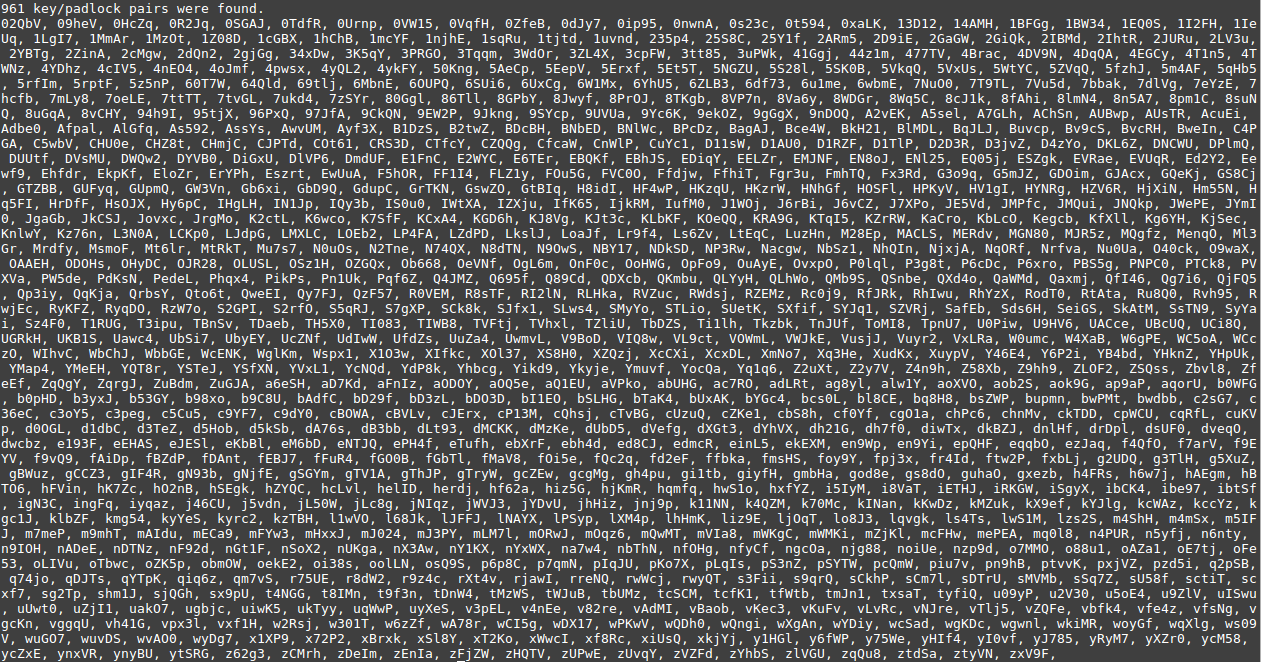 961 key/padlock pairs were found.
02QbV, 09heV, 0HcZq, 0R2Jq, 0SGAJ, 0TdfR, 0Urnp, 0VW15, 0VqfH, 0ZfeB, 0dJy7, 0ip95, 0nwnA, 0s23c, 0t594, 0xaLK, 13D12, 14AMH, 1BFGg, 1BW34, 1EQ0S, 1I2FH, 1Ie
Uq, 1LgI7, 1MmAr, 1MzOt, 1Z08D, 1cGBX, 1hChB, 1mcYF, 1njhE, 1sqRu, 1tjtd, 1uvnd, 235p4, 25S8C, 25Y1f, 2ARm5, 2D9iE, 2GaGW, 2GiQk, 2IBMd, 2IhtR, 2JURu, 2LV3u,
 2YBTg, 2ZinA, 2cMgw, 2dQn2, 2gjGg, 34xDw, 3K5qY, 3PRGO, 3Tqqm, 3WdOr, 3ZL4X, 3cpFW, 3tt85, 3uPWk, 41Ggj, 44z1m, 477TV, 4Brac, 4DV9N, 4DqQA, 4EGCy, 4T1n5, 4T
WNz, 4YDhz, 4cIV5, 4nEO4, 4oJmf, 4pwsx, 4yQL2, 4ykFY, 50Kng, 5AeCp, 5EepV, 5Erxf, 5Et5T, 5NGZU, 5S28l, 5SK0B, 5VkqQ, 5VxUs, 5WtYC, 5ZVqQ, 5fzhJ, 5m4AF, 5qHb5
, 5rfIm, 5rptF, 5z5nP, 60T7W, 64Qld, 69tlj, 6MbnE, 6OUPQ, 6SUi6, 6UxCg, 6W1Mx, 6YhU5, 6ZLB3, 6df73, 6u1me, 6wbmE, 7NuO0, 7T9TL, 7Vu5d, 7bbak, 7dlVg, 7eYzE, 7
hcfb, 7mLy8, 7oeLE, 7ttTT, 7tvGL, 7ukd4, 7zSYr, 80Ggl, 86Tll, 8GPbY, 8Jwyf, 8PrOJ, 8TKgb, 8VP7n, 8Va6y, 8WDGr, 8Wq5C, 8cJ1k, 8fAhi, 8lmN4, 8n5A7, 8pm1C, 8suN
Q, 8uGqA, 8vCHY, 94h9I, 95tjX, 96PxQ, 97JfA, 9CkQN, 9EW2P, 9Jkng, 9SYcp, 9UVUa, 9Yc6K, 9ekOZ, 9gGgX, 9nDOQ, A2vEK, A5sel, A7GLh, AChSn, AUBwp, AUsTR, AcuEi,
Adbe0, Afpal, AlGfq, As592, AssYs, AwvUM, Ayf3X, B1DzS, B2twZ, BDcBH, BNbED, BNlWc, BPcDz, BagAJ, Bce4W, BkH21, BlMDL, BqJLJ, Buvcp, Bv9cS, BvcRH, BweIn, C4P
GA, C5wbV, CHU0e, CHZ8t, CHmjC, CJPTd, COt61, CRS3D, CTfcY, CZQQg, CfcaW, CnWlP, CuYc1, D11sW, D1AU0, D1RZF, D1TlP, D2D3R, D3jvZ, D4zYo, DKL6Z, DNCWU, DPlmQ,
 DUUtf, DVsMU, DWQw2, DYVB0, DiGxU, DlVP6, DmdUF, E1FnC, E2WYC, E6TEr, EBQKf, EBhJS, EDiqY, EELZr, EMJNF, EN8oJ, ENl25, EQ05j, ESZgk, EVRae, EVUqR, Ed2Y2, Ee
wf9, Ehfdr, EkpKf, EloZr, ErYPh, Eszrt, EwUuA, F5hOR, FF1I4, FLZ1y, FOu5G, FVC0O, Ffdjw, FfhiT, Fgr3u, FmhTQ, Fx3Rd, G3o9q, G5mJZ, GDOim, GJAcx, GQeKj, GS8Cj
, GTZBB, GUFyq, GUpmQ, GW3Vn, Gb6xi, GbD9Q, GdupC, GrTKN, GswZO, GtBIq, H8idI, HF4wP, HKzqU, HKzrW, HNhGf, HOSFl, HPKyV, HV1gI, HYNRg, HZV6R, HjXiN, Hm55N, H
q5FI, HrDfF, HsOJX, Hy6pC, IHgLH, IN1Jp, IQy3b, IS0u0, IWtXA, IZXju, IfK65, IjkRM, IufM0, J1WOj, J6rBi, J6vCZ, J7XPo, JE5Vd, JMPfc, JMQui, JNQkp, JWePE, JYmI
0, JgaGb, JkCSJ, Jovxc, JrgMo, K2ctL, K6wco, K7SfF, KCxA4, KGD6h, KJ8Vg, KJt3c, KLbKF, KOeQQ, KRA9G, KTqI5, KZrRW, KaCro, KbLcO, Kegcb, KfXll, Kg6YH, KjSec,
KnlwY, Kz76n, L3N0A, LCKp0, LJdpG, LMXLC, LOEb2, LP4FA, LZdPD, LkslJ, LoaJf, Lr9f4, Ls6Zv, LtEqC, LuzHn, M28Ep, MACLS, MERdv, MGN80, MJR5z, MQgfz, MenqO, Ml3
Gr, Mrdfy, MsmoF, Mt6lr, MtRkT, Mu7s7, N0uOs, N2Tne, N74QX, N8dTN, N9OwS, NBY17, NDkSD, NP3Rw, Nacgw, NbSz1, NhQIn, NjxjA, NqORf, Nrfva, Nu0Ua, O40ck, O9waX,
 OAAEH, ODOHs, OHyDC, OJR28, OLUSL, OSz1H, OZGQx, Ob668, OeVNf, OgL6m, OnF0c, OoHWG, OpFo9, OuAyE, OvxpO, P0lql, P3g8t, P6cDc, P6xro, PBS5g, PNPC0, PTCk8, PV
XVa, PW5de, PdKsN, PedeL, Phqx4, PikPs, Pn1Uk, Pqf6Z, Q4JMZ, Q695f, Q89Cd, QDXcb, QKmbu, QLYyH, QLhWo, QMb9S, QSnbe, QXd4o, QaWMd, Qaxmj, QfI46, Qg7i6, QjFQ5
, Qp3iy, QqKja, QrbsY, Qto6t, QweEI, Qy7FJ, QzF57, R0VEM, R8sTF, RI2lN, RLHka, RVZuc, RWdsj, RZEMz, Rc0j9, RfJRk, RhIwu, RhYzX, RodT0, RtAta, Ru8Q0, Rvh95, R
wjEc, RyKFZ, RyqDO, RzW7o, S2GPI, S2rfO, S5qRJ, S7gXP, SCk8k, SJfx1, SLws4, SMyYo, STLio, SUetK, SXfif, SYJq1, SZVRj, SafEb, Sds6H, SeiGS, SkAtM, SsTN9, SyYa
i, Sz4F0, T1RUG, T3ipu, TBnSv, TDaeb, TH5X0, TI083, TIWB8, TVFtj, TVhxl, TZliU, TbDZS, Ti1lh, Tkzbk, TnJUf, ToMI8, TpnU7, U0Piw, U9HV6, UACce, UBcUQ, UCi8Q,
UGRkH, UKB1S, Uawc4, UbSi7, UbyEY, UcZNf, UdIwW, UfdZs, UuZa4, UwmvL, V9BoD, VIQ8w, VL9ct, VOWmL, VWJkE, VusjJ, Vuyr2, VxLRa, W0umc, W4XaB, W6gPE, WC5oA, WCc
zO, WIhvC, WbChJ, WbbGE, WcENK, WglKm, Wspx1, X1O3w, XIfkc, XOl37, XS8H0, XZQzj, XcCXi, XcxDL, XmNo7, Xq3He, XudKx, XuypV, Y46E4, Y6P2i, YB4bd, YHknZ, YHpUk,
 YMap4, YMeEH, YQT8r, YSTeJ, YSfXN, YVxL1, YcNQd, YdP8k, Yhbcg, Yikd9, Ykyje, Ymuvf, YocQa, Yq1q6, Z2uXt, Z2y7V, Z4n9h, Z58Xb, Z9hh9, ZLOF2, ZSQss, Zbvl8, Zf
eEf, ZqQgY, ZqrgJ, ZuBdm, ZuGJA, a6eSH, aD7Kd, aFnIz, aODOY, aOQ5e, aQ1EU, aVPko, abUHG, ac7RO, adLRt, ag8yl, alw1Y, aoXVO, aob2S, aok9G, ap9aP, aqorU, b0WFG
, b0pHD, b3yxJ, b53GY, b98xo, b9C8U, bAdfC, bD29f, bD3zL, bDO3D, bI1EO, bSLHG, bTaK4, bUxAK, bYGc4, bcs0L, bl8CE, bq8H8, bsZWP, bupmn, bwPMt, bwdbb, c2sG7, c
36eC, c3oY5, c3peg, c5Cu5, c9YF7, c9dY0, cBOWA, cBVLv, cJErx, cP13M, cQhsj, cTvBG, cUzuQ, cZKe1, cbS8h, cf0Yf, cgO1a, chPc6, chnMv, ckTDD, cpWCU, cqRfL, cuKV
p, d0OGL, d1dbC, d3TeZ, d5Hob, d5kSb, dA76s, dB3bb, dLt93, dMCKK, dMzKe, dUbD5, dVefg, dXGt3, dYhVX, dh21G, dh7f0, diwTx, dkBZJ, dnlHf, drDpl, dsUF0, dveqO,
dwcbz, e193F, eEHAS, eJESl, eKbBl, eM6bD, eNTJQ, ePH4f, eTufh, ebXrF, ebh4d, ed8CJ, edmcR, einL5, ekEXM, en9Wp, en9Yi, epQHF, eqqbO, ezJaq, f4QfO, f7arV, f9E
YV, f9vQ9, fAiDp, fBZdP, fDAnt, fEBJ7, fFuR4, fGO0B, fGbTl, fMaV8, fOi5e, fQc2q, fd2eF, ffbka, fmsHS, foy9Y, fpj3x, fr4Id, ftw2P, fxbLj, g2UDQ, g3TlH, g5XuZ,
 gBWuz, gCCZ3, gIF4R, gN93b, gNjfE, gSGYm, gTV1A, gThJP, gTryW, gcZEw, gcgMg, gh4pu, gi1tb, giyfH, gmbHa, god8e, gs8dO, guhaO, gxezb, h4FRs, h6w7j, hAEgm, hB
TO6, hFVin, hK7Zc, hO2nB, hSEgk, hZYQC, hcLvl, helID, herdj, hf62a, hiz5G, hjKmR, hqmfq, hwS1o, hxfYZ, i5IyM, i8VaT, iETHJ, iRKGW, iSgyX, ibCK4, ibe97, ibtSf
, igN3C, ingFq, iyqaz, j46CU, j5vdn, jL50W, jLc8g, jNIqz, jWVJ3, jYDvU, jhHiz, jnj9p, k11NN, k4QZM, k70Mc, kINan, kKwDz, kMZuk, kX9ef, kYJlg, kcWAz, kccYz, k
gc1J, klbZF, kmg54, kyYeS, kyrc2, kzTBH, l1wVO, l68Jk, lJFFJ, lNAYX, lPSyp, lXM4p, lhHmK, liz9E, ljOqT, lo8J3, lqvgk, ls4Ts, lwS1M, lzs2S, m4ShH, m4mSx, m5IF
J, m7meP, m9mhT, mAIdu, mECa9, mFYw3, mHxxJ, mJ024, mJ3PY, mLM7l, mORwJ, mOqz6, mQwMT, mVIa8, mWKgC, mWMKi, mZjKl, mcFHw, mePEA, mq0l8, n4PUR, n5yfj, n6nty,
n9IOH, nADeE, nDTNz, nF92d, nGt1F, nSoX2, nUKga, nX3Aw, nY1KX, nYxWX, na7w4, nbThN, nfOHg, nfyCf, ngcOa, njg88, noiUe, nzp9d, o7MMO, o88u1, oAZa1, oE7tj, oFe
53, oLIVu, oTbwc, oZK5p, obmOW, oekE2, oi38s, oolLN, osQ9S, p6p8C, p7qmN, pIqJU, pKo7X, pLqIs, pS3nZ, pSYTW, pcQmW, piu7v, pn9hB, ptvvK, pxjVZ, pzd5i, q2pSB,
 q74jo, qDJTs, qYTpK, qiq6z, qm7vS, r75UE, r8dW2, r9z4c, rXt4v, rjawI, rreNQ, rwWcj, rwyQT, s3Fii, s9qrQ, sCkhP, sCm7l, sDTrU, sMVMb, sSq7Z, sU58f, sctiT, sc
xf7, sg2Tp, shm1J, sjQGh, sx9pU, t4NGG, t8IMn, t9f3n, tDnW4, tMzWS, tWJuB, tbUMz, tcSCM, tcfK1, tfWtb, tmJn1, txsaT, tyfiQ, u09yP, u2V30, u5oE4, u9ZlV, uISwu
, uUwt0, uZjI1, uako7, ugbjc, uiwK5, ukTyy, uqWwP, uyXeS, v3pEL, v4nEe, v82re, vAdMI, vBaob, vKec3, vKuFv, vLvRc, vNJre, vTlj5, vZQFe, vbfk4, vfe4z, vfsNg, v
gcKn, vggqU, vh41G, vpx3l, vxf1H, w2Rsj, w301T, w6zZf, wA78r, wCI5g, wDX17, wPKwV, wQDh0, wQngi, wXgAn, wYDiy, wcSad, wgKDc, wgwnl, wkiMR, woyGf, wqXlg, ws09
V, wuGO7, wuvDS, wvAO0, wyDg7, x1XP9, x72P2, xBrxk, xSl8Y, xT2Ko, xWwcI, xf8Rc, xiUsQ, xkjYj, y1HGl, y6fWP, y75We, yHIf4, yI0vf, yJ785, yRyM7, yXZr0, ycM58,
ycZxE, ynxVR, ynyBU, ytSRG, z62g3, zCMrh, zDeIm, zEnIa, zFjZW, zHQTV, zUPwE, zUvqY, zVZFd, zYhbS, zlVGU, zqQu8, ztdSa, ztyVN, zxV9F,